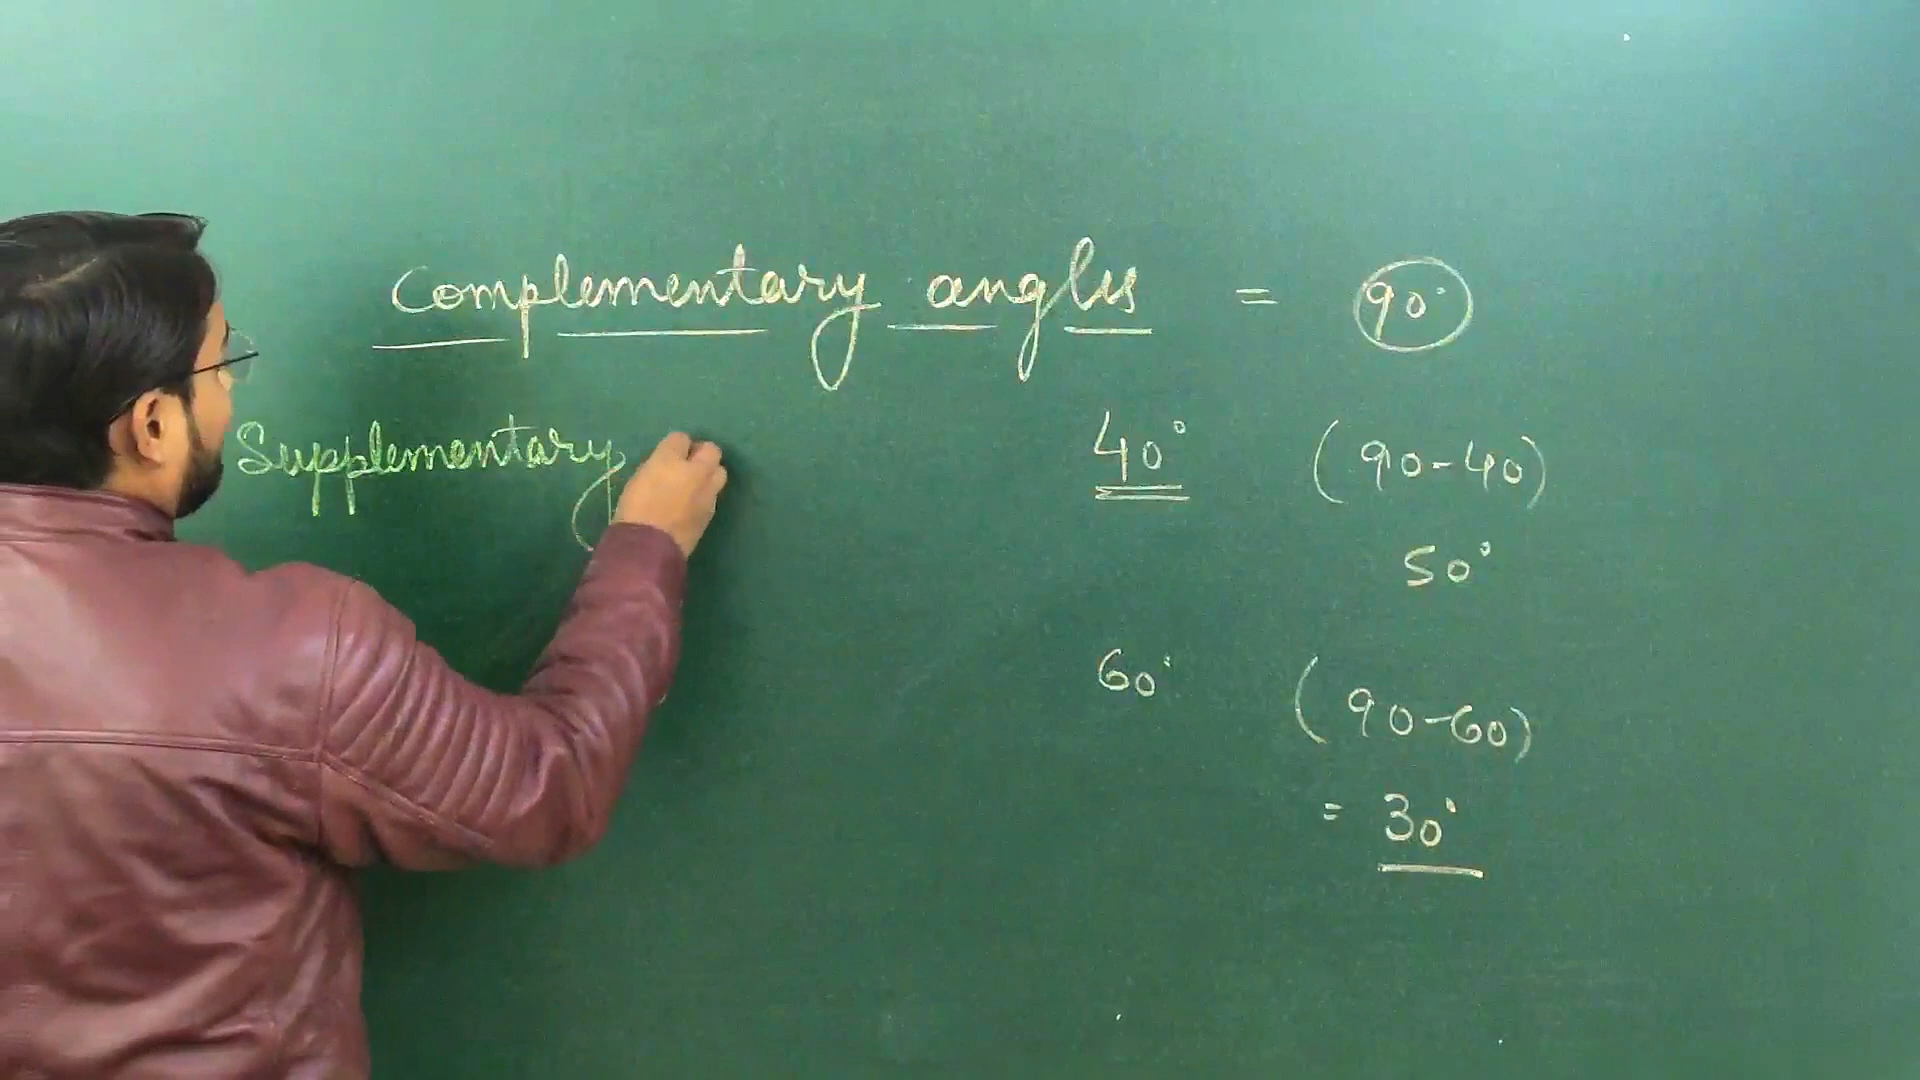 Complementary angles = 90°
Supplementary
40° (90-40)
50°
60° (90-60)
= 30°